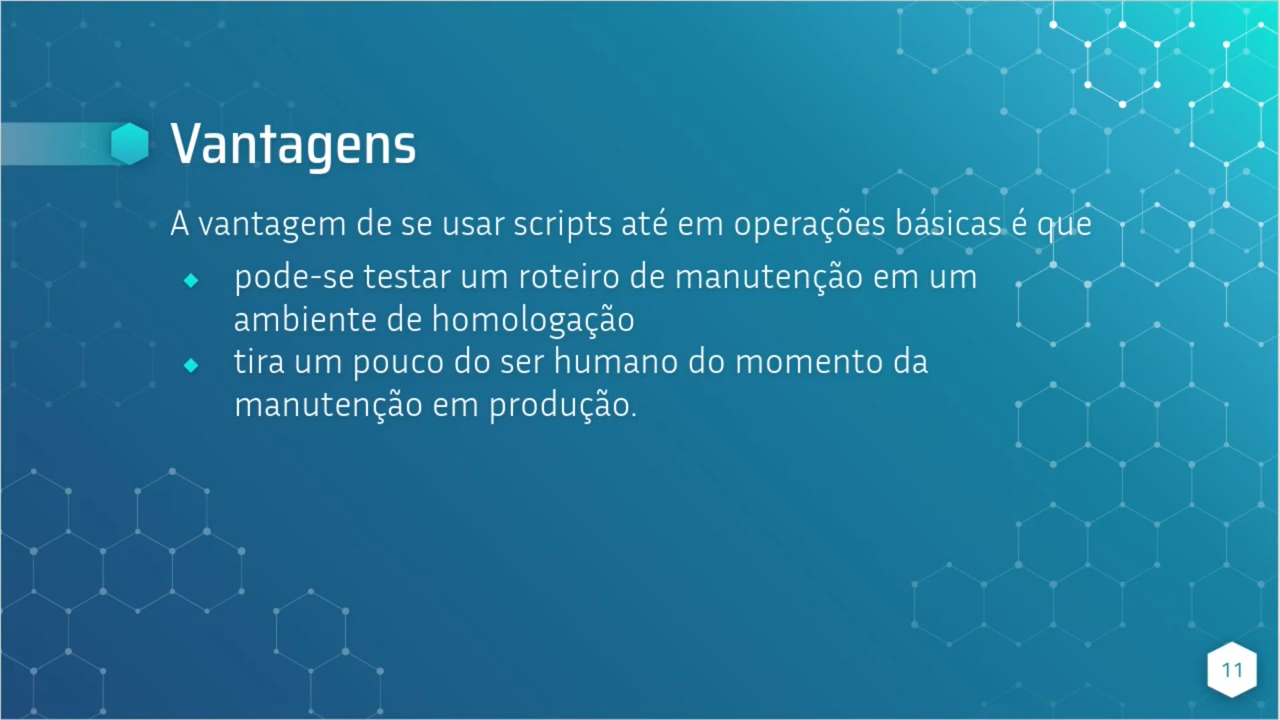 Vantagens
A vantagem de se usar scripts até em operações básicas é que
pode-se testar um roteiro de manutenção em um
ambiente de homologação
tira um pouco do ser humano do momento da
manutenção em produção.
11